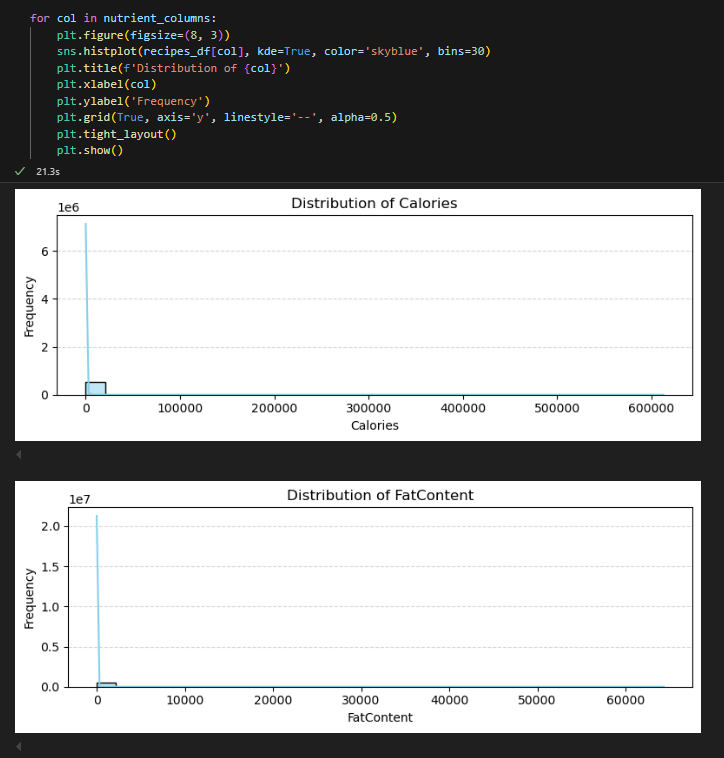 for col in nutrient_columns:
plt.figure(figsize=(8, 3))
sns.histplot(recipes_df[col], kde=True, color='skyblue', bins=30)
plt.title(f'Distribution of {col}')
plt.xlabel(col)
plt.ylabel('Frequency')
plt.grid(True, axis='y', linestyle='--', alpha=0.5)
plt.tight_layout()
plt.show()
21.3s
Distribution of Calories
1e6
6
4
2
0
Frequency
0 100000 200000 300000 400000 500000 600000
Calories
Distribution of FatContent
1e7
2.0
1.5
1.0
0.5
0.0
Frequency
0 10000 20000 30000 40000 50000 60000
FatContent